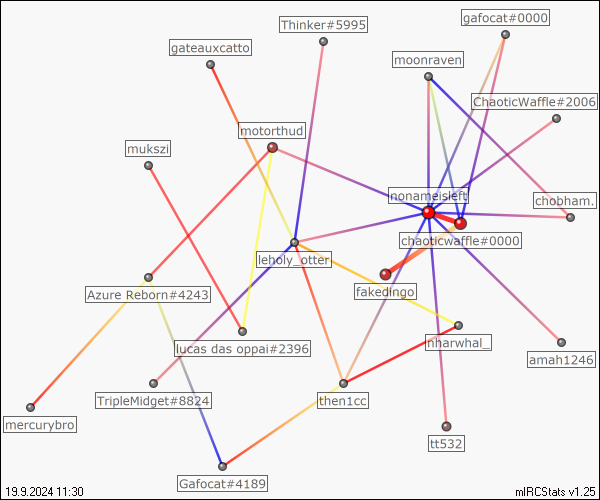 Thinker#5995
gafocat#0000
gateauxcatto
moonraven
ChaoticWaffle#2006
motorthud
mukszi
nonameisleft
chobham.
chaoticwaffle#0000
leholy_otter
Azure Reborn#4243
fakedIngo
lucas das oppai#2396
nharwhal_
amah1246
TripleMidget#8824
then1cc
mercurybro
tt532
Gafocat#4189
19.9.2024 11:30
mIRCStats v1.25